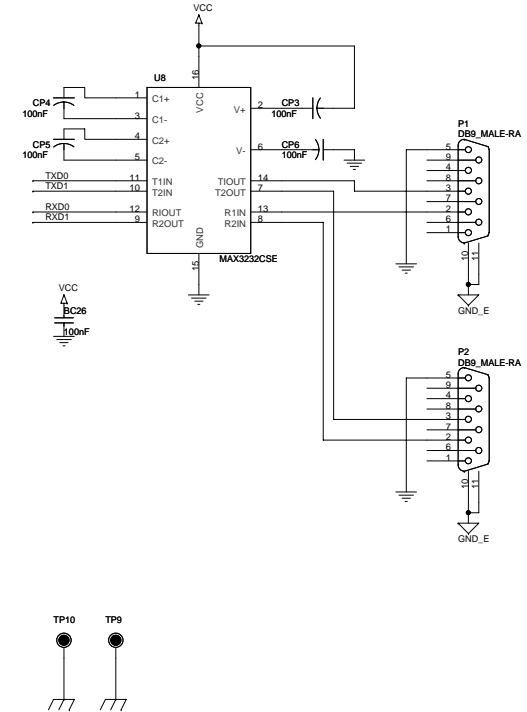 VCC
U8
16
VCC
1 C1+
CP4
100nF
3 C1-
4 C2+
CP5
100nF
5 C2-
V+ 2 CP3
100nF
V- 6 CP6
100nF
TXD0 11 T1IN
TXD1 10 T2IN
RXD0 12 RIOUT
RXD1 9 R2OUT
TIOUT 14
T2OUT 7
R1IN 13
R2IN 8
GND
15
MAX3232CSE
P1
DB9_MALE-RA
5
9
4
8
3
7
2
6
1
10
11
GND_E
VCC
BC26
100nF
P2
DB9_MALE-RA
5
9
4
8
3
7
2
6
1
10
11
GND_E
TP10
TP9